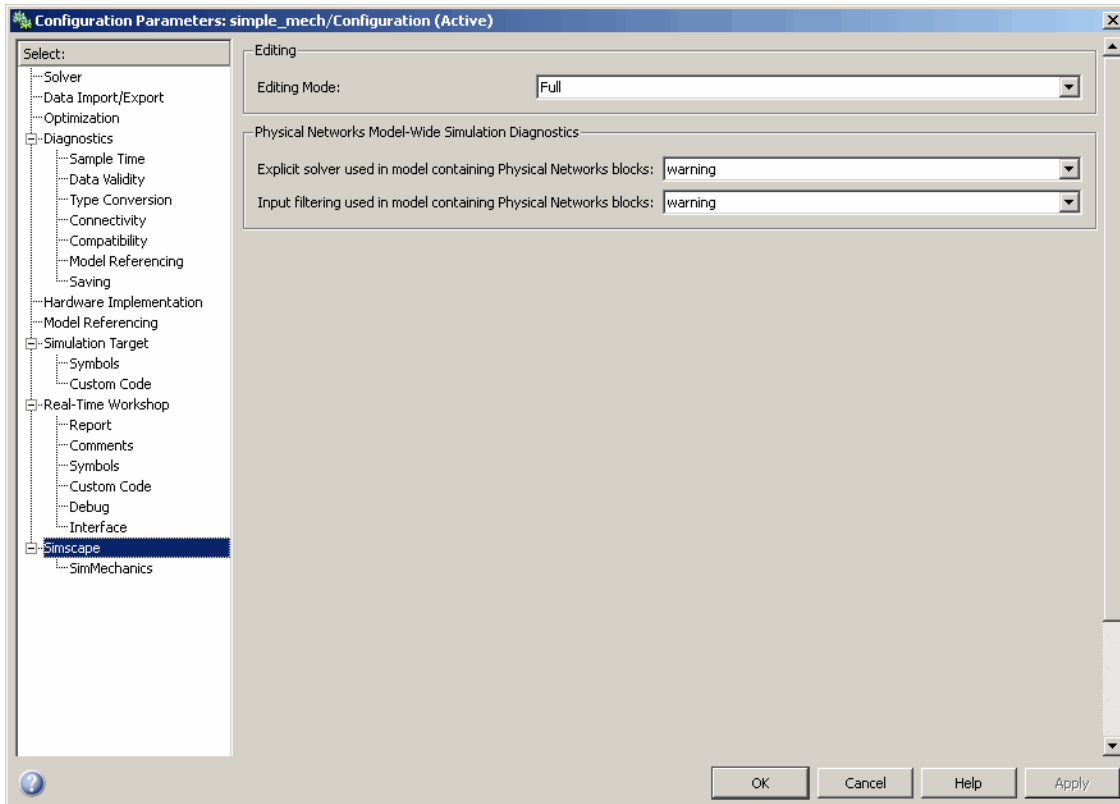 Configuration Parameters: simple_mech/Configuration (Active)
Select:
Solver
Data Import/Export
Optimization
Diagnostics
Sample Time
Data Validity
Type Conversion
Connectivity
Compatibility
Model Referencing
Saving
Hardware Implementation
Model Referencing
Simulation Target
Symbols
Custom Code
Real-Time Workshop
Report
Comments
Symbols
Custom Code
Debug
Interface
Simscape
SimMechanics
Editing
Editing Mode: Full
Physical Networks Model-Wide Simulation Diagnostics
Explicit solver used in model containing Physical Networks blocks: warning
Input filtering used in model containing Physical Networks blocks: warning
OK Cancel Help Apply